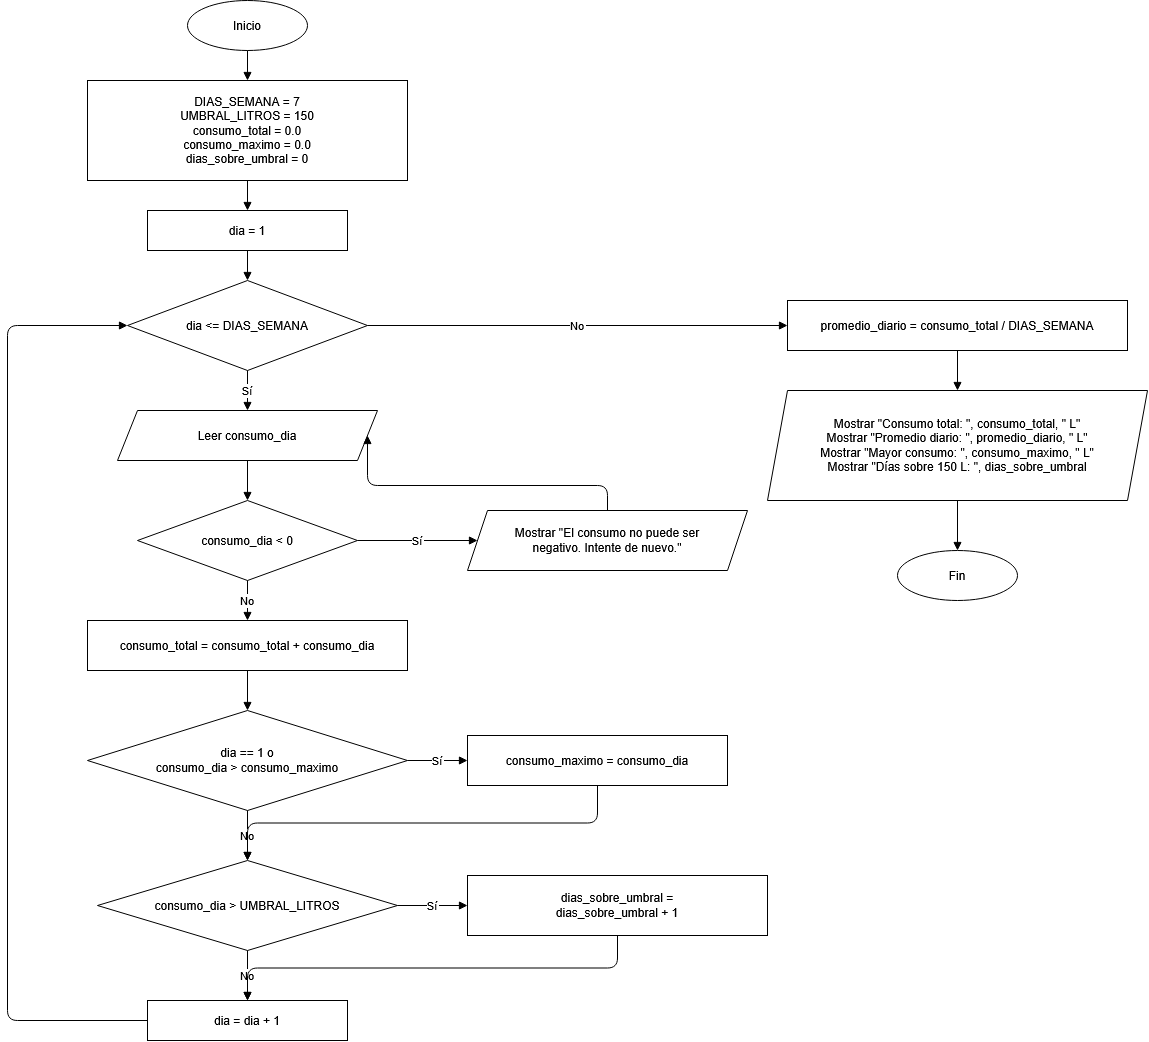 Inicio
DIAS_SEMANA = 7
UMBRAL_LITROS = 150
consumo_total = 0.0
consumo_maximo = 0.0
dias_sobre_umbral = 0
dia = 1
dia <= DIAS_SEMANA
No
promedio_diario = consumo_total / DIAS_SEMANA
Sí
Leer consumo_dia
Mostrar "Consumo total: ", consumo_total, " L"
Mostrar "Promedio diario: ", promedio_diario, " L"
Mostrar "Mayor consumo: ", consumo_maximo, " L"
Mostrar "Días sobre 150 L: ", dias_sobre_umbral
consumo_dia < 0
Sí
Mostrar "El consumo no puede ser
negativo. Intente de nuevo."
Fin
No
consumo_total = consumo_total + consumo_dia
dia == 1 o
consumo_dia > consumo_maximo
Sí
consumo_maximo = consumo_dia
No
consumo_dia > UMBRAL_LITROS
Sí
dias_sobre_umbral =
dias_sobre_umbral + 1
No
dia = dia + 1